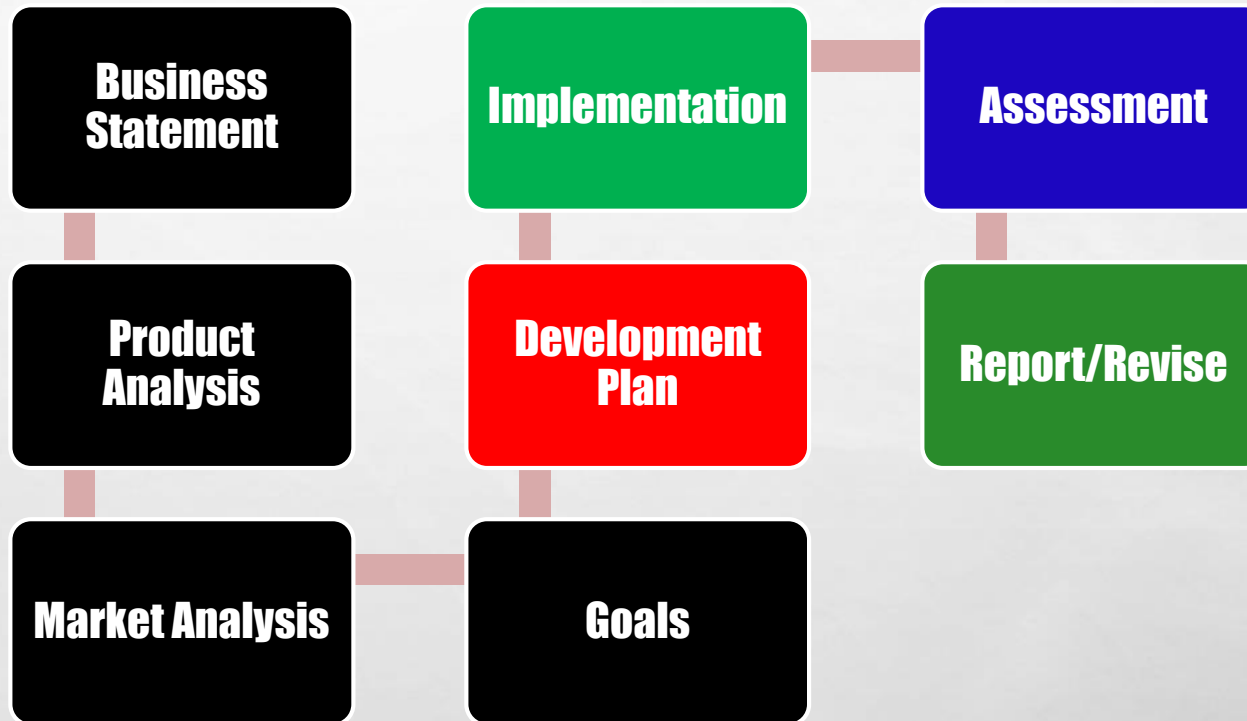 Business
Statement
Product
Analysis
Market Analysis
Goals
Development
Plan
Implementation
Assessment
Report/Revise